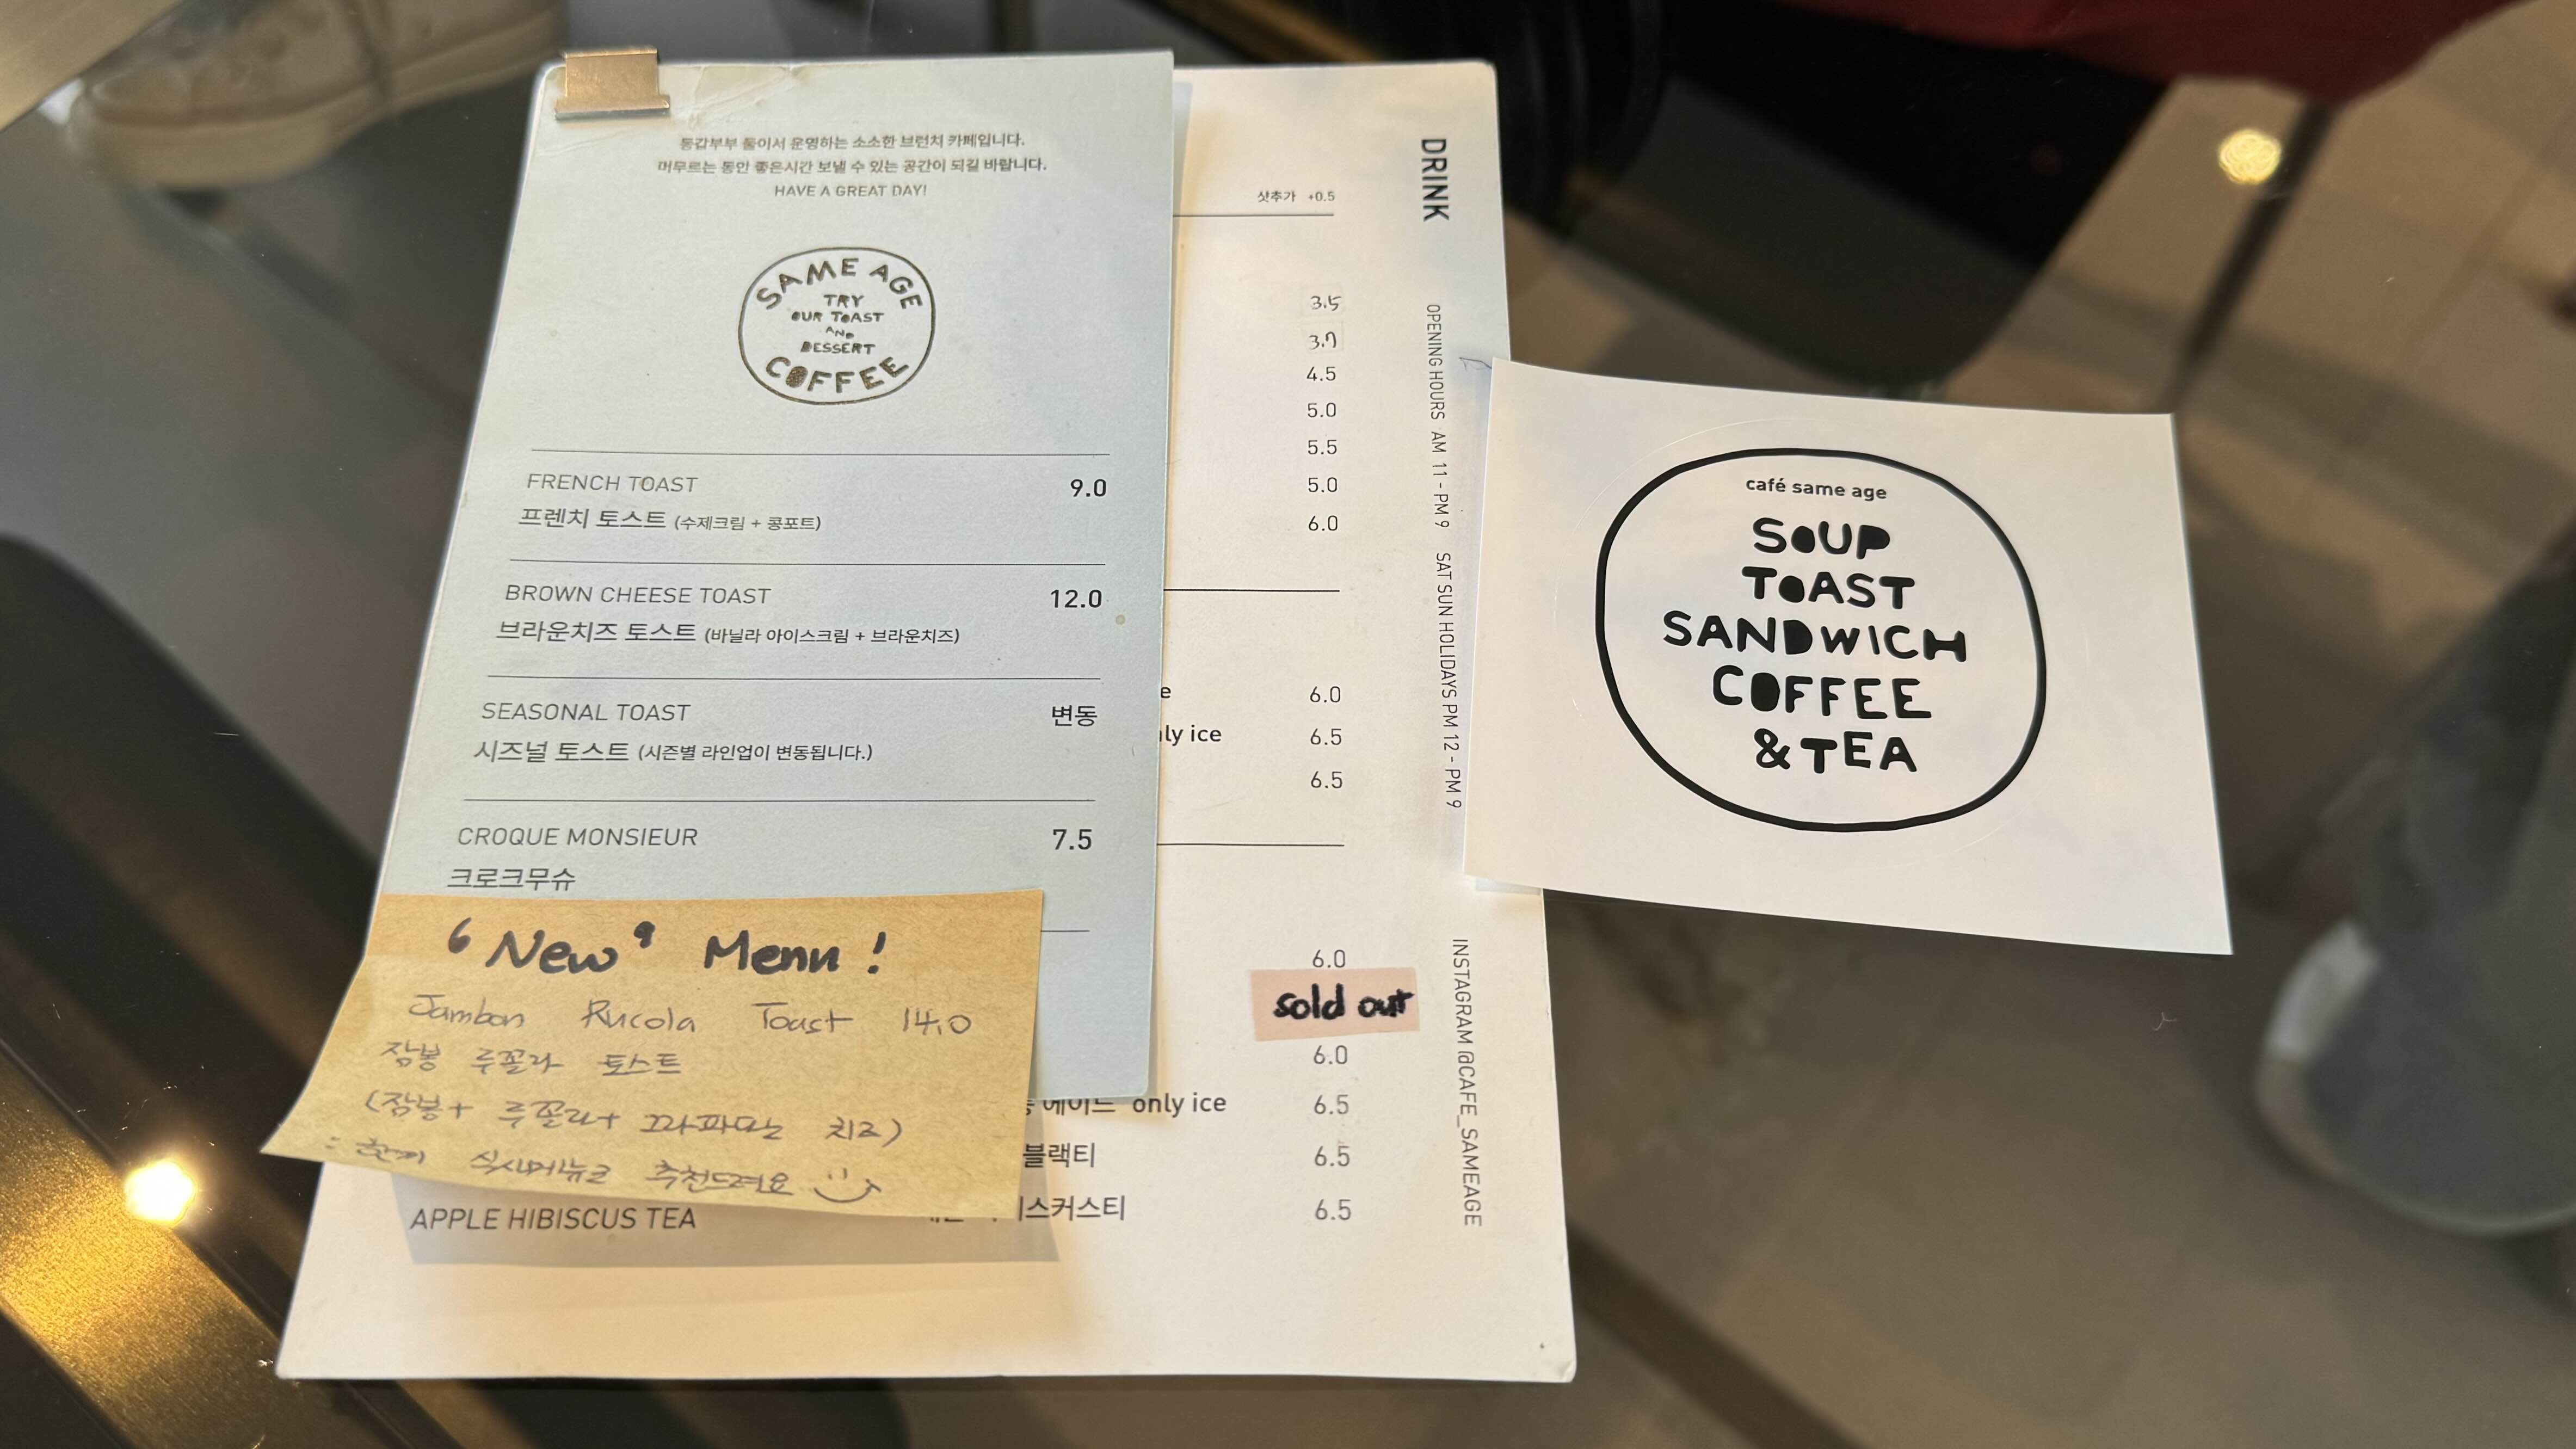 동갑부부 둘이서 운영하는 소소한 브런치 카페입니다.
머무르는 동안 좋은시간 보낼 수 있는 공간이 되길 바랍니다.
HAVE A GREAT DAY!
SAME AGE
TRY
OUR TOAST
AND
DESSERT
COFFEE
FRENCH TOAST 9.0
프렌치 토스트 (수제크림 + 콩포트)
BROWN CHEESE TOAST 12.0
브라운치즈 토스트 (바닐라 아이스크림 + 브라운치즈)
SEASONAL TOAST 변동
시즈널 토스트 (시즌별 라인업이 변동됩니다.)
CROQUE MONSIEUR 7.5
크로크무슈
"New" Menu!
Jambon Rucola Toast 14.0
잠봉 루꼴라 토스트
(잠봉+ 루꼴라+ 그라파다노 치즈)
식사메뉴로 추천드려요
샷추가 +0.5
3.5
3.7
4.5
5.0
5.5
5.0
6.0
6.0
only ice 6.5
6.5
6.0
sold out
6.0
에이드 only ice 6.5
블랙티 6.5
APPLE HIBISCUS TEA 히비스커스티 6.5
DRINK
OPENING HOURS AM 11 - PM 9 SAT SUN HOLIDAYS PM 12 - PM 9
INSTAGRAM @CAFE_SAMEAGE
café same age
SOUP
TOAST
SANDWICH
COFFEE
& TEA